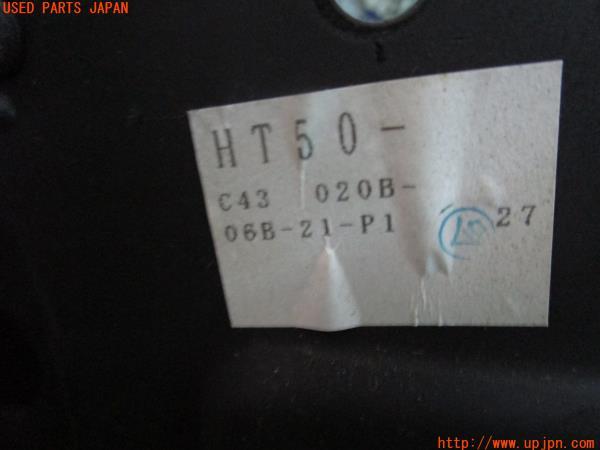 USED PARTS JAPAN
HT50-
C43 020B-
06B-21-P1 27
http://www.upjpn.com/